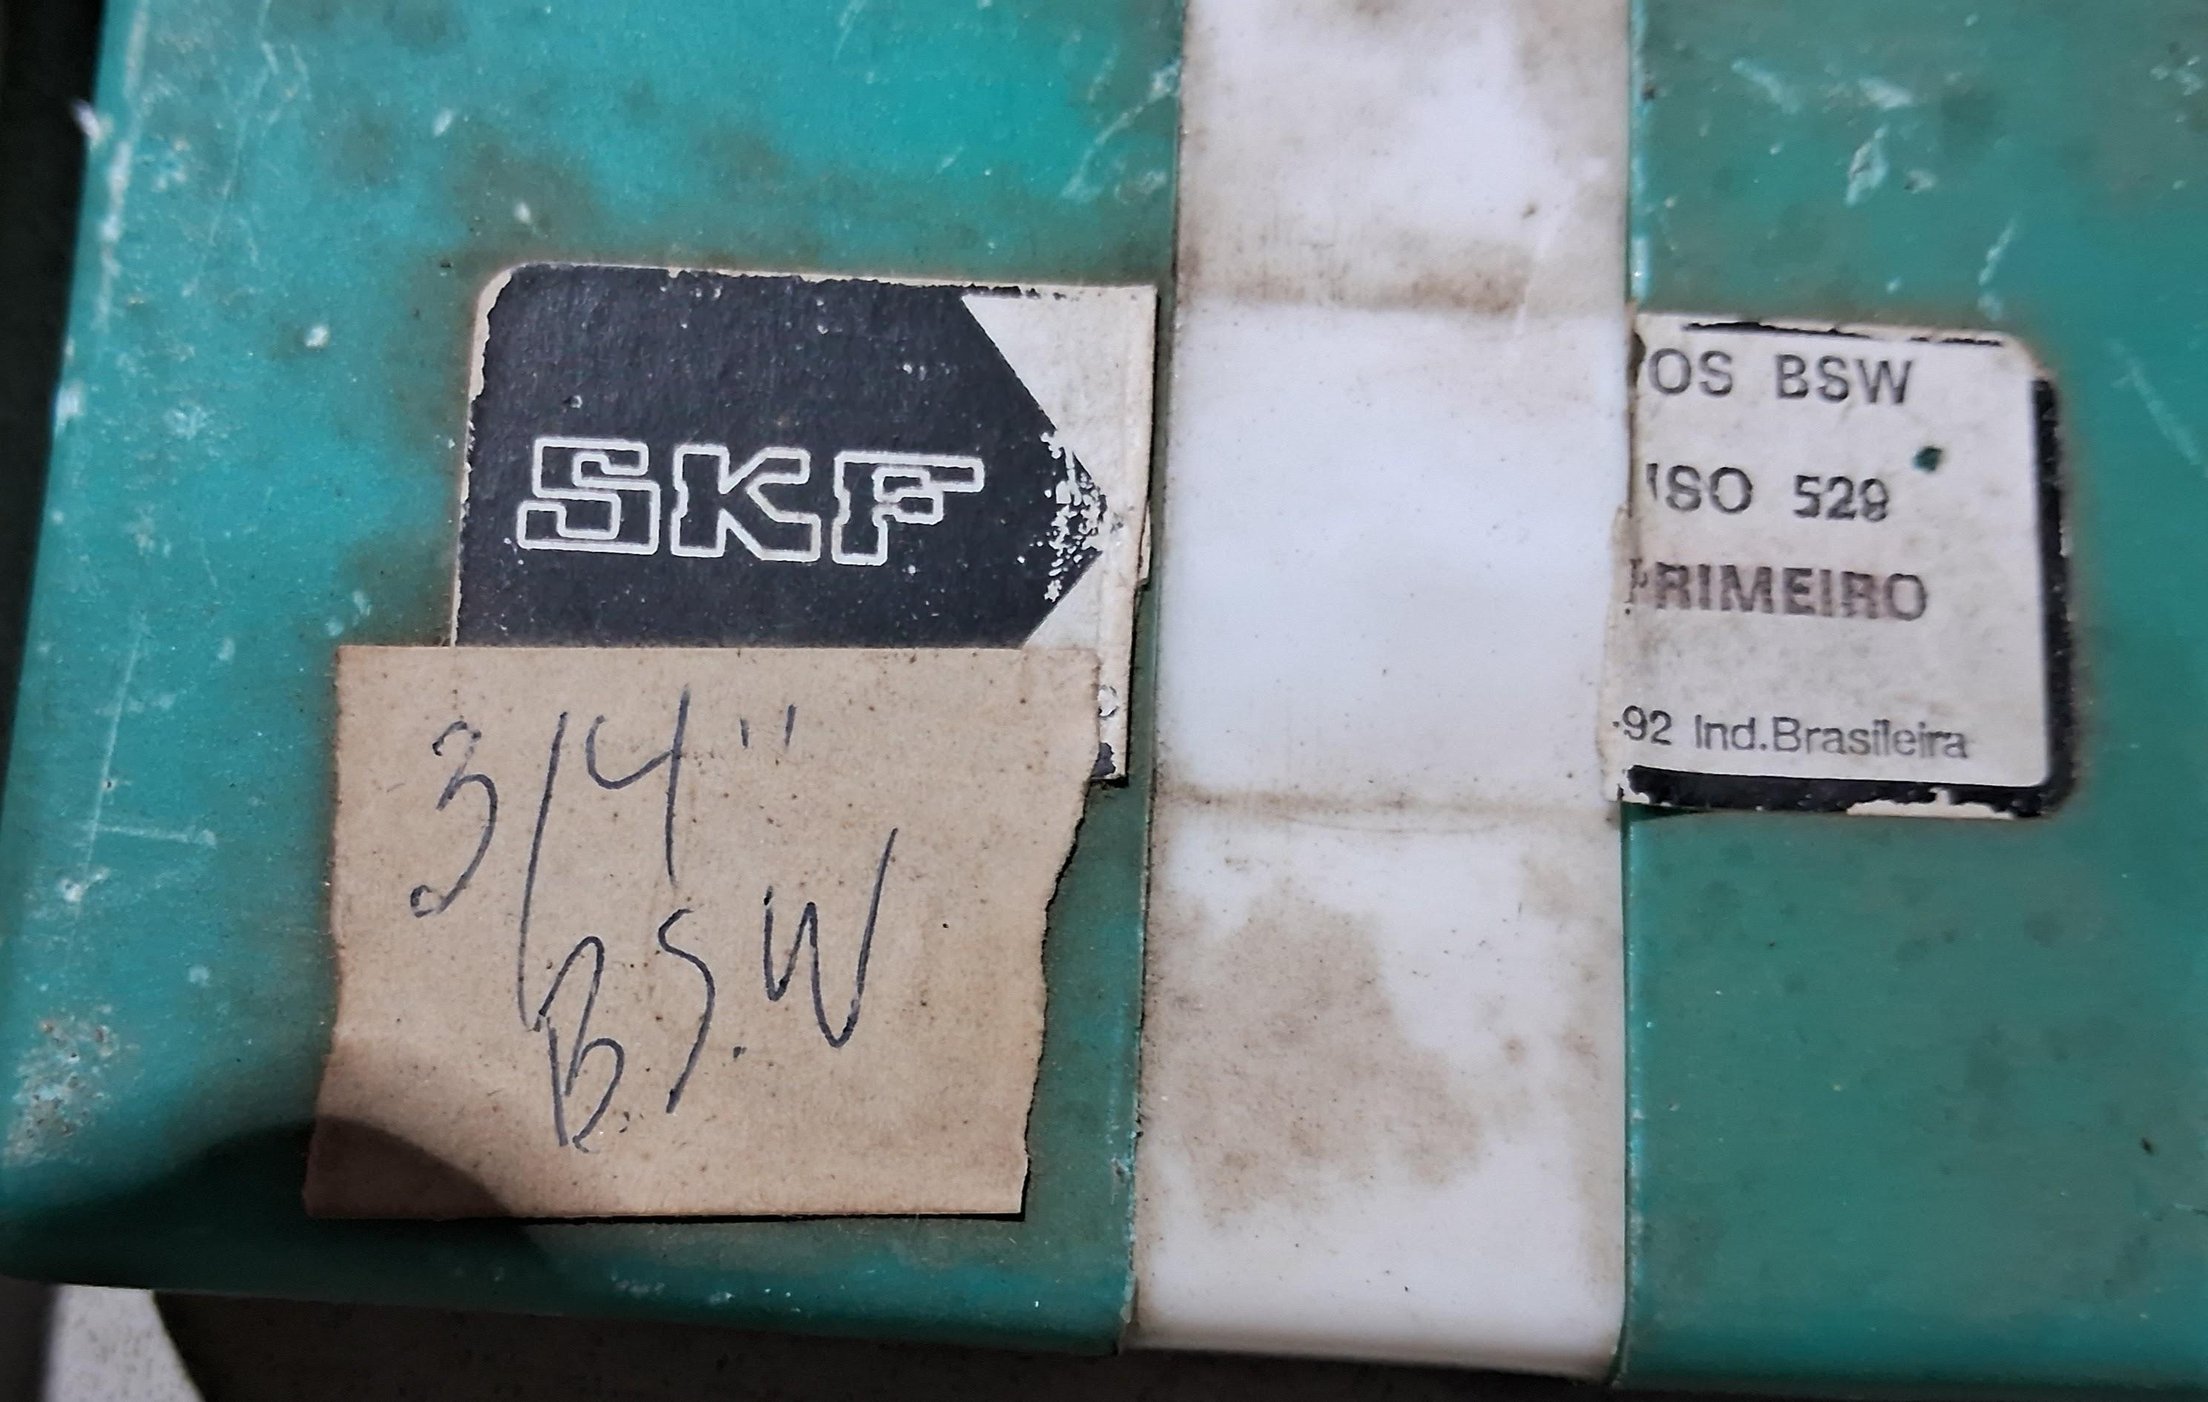 SKF
OS BSW
ISO 529
PRIMEIRO
-92 Ind.Brasileira
3/4"
B.S.W